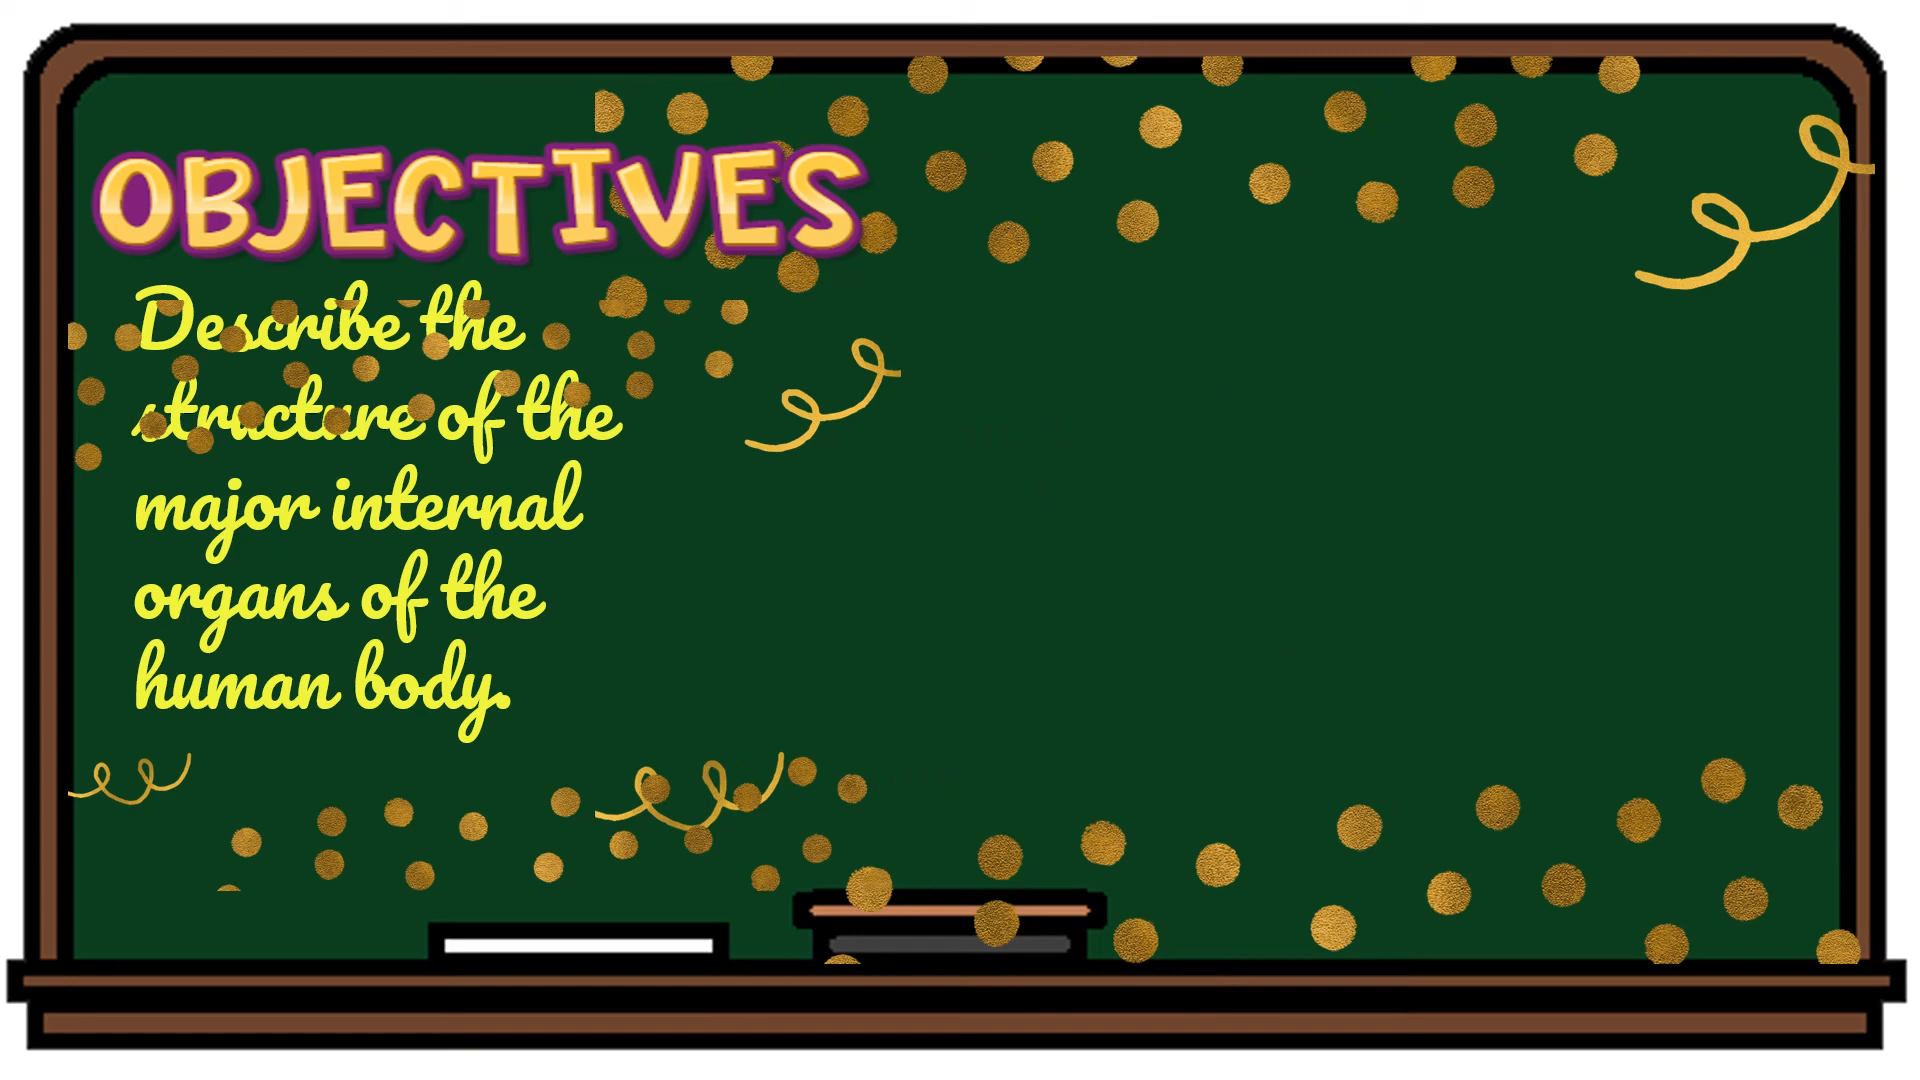 OBJECTIVES
Describe the
structure of the
major internal
organs of the
human body.